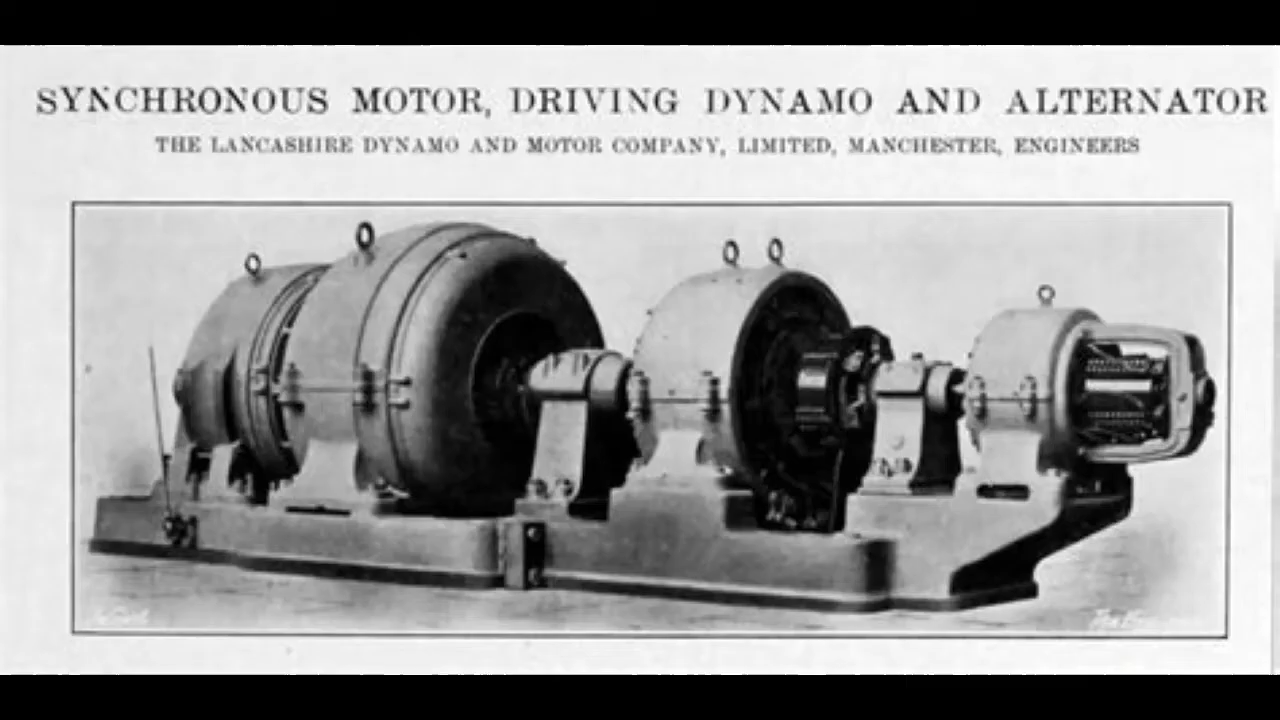 SYNCHRONOUS MOTOR, DRIVING DYNAMO AND ALTERNATOR
THE LANCASHIRE DYNAMO AND MOTOR COMPANY, LIMITED, MANCHESTER, ENGINEERS